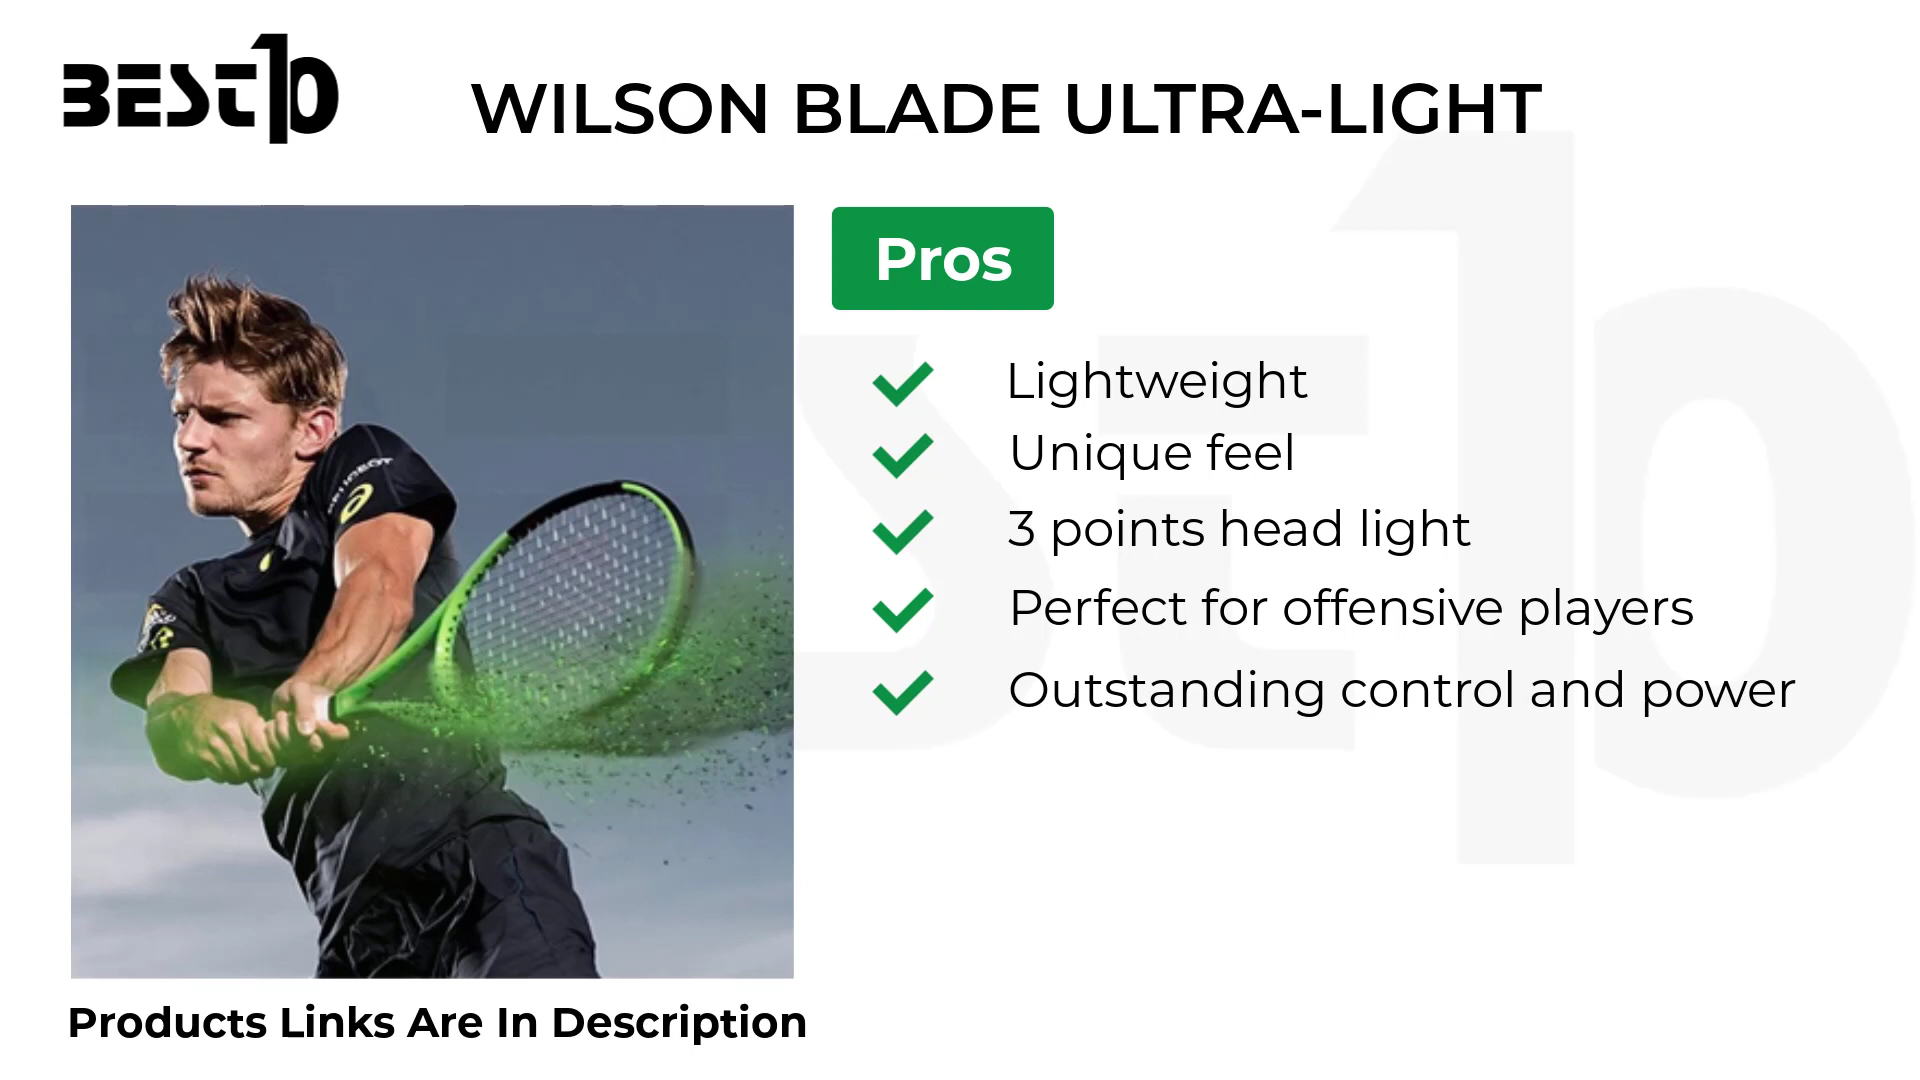 BEST10
WILSON BLADE ULTRA-LIGHT
Pros
Lightweight
Unique feel
3 points head light
Perfect for offensive players
Outstanding control and power
PEUGEOT
Products Links Are In Description